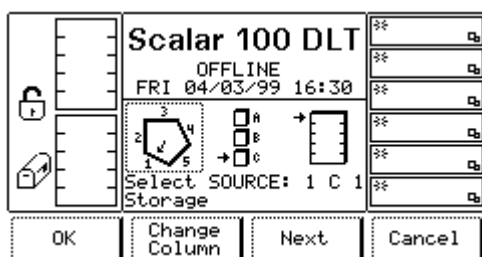 Scalar 100 DLT
OFFLINE
FRI 04/03/99 16:30
3
2
4
1
5
A
B
C
Select SOURCE: 1 C 1
Storage
OK
Change
Column
Next
Cancel